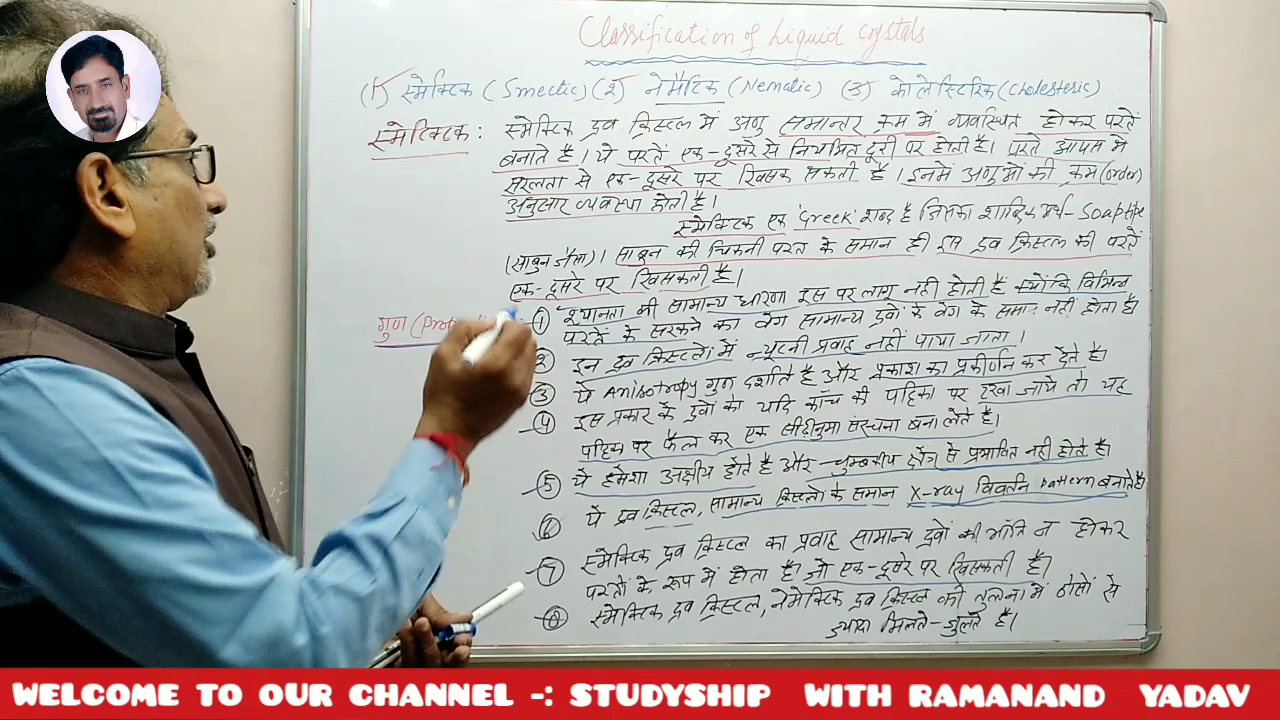 Classification of Liquid Crystals
(1) स्मेक्टिक (Smectic) (2) नेमैटिक (Nematic) (3) कोलेस्टिरिक (Cholesteric)
स्मेक्टिक : स्मेक्टिक द्रव क्रिस्टल में अणु समान्तर क्रम में व्यवस्थित होकर परतें
बनाते है। ये परतें एक-दूसरे से नियमित दूरी पर होती है। परतें आपस में
सरलता से एक-दूसरे पर खिसक सकती है। इनमें अणुओं की क्रम (order)
अनुसार व्यवस्था होती है।
स्मेक्टिक एक 'Greek' शब्द है जिसका शाब्दिक अर्थ - Soap type
(साबुन जैसा)। साबुन की चिकनी परत के समान ही इस द्रव क्रिस्टल की परतें
एक-दूसरे पर खिसकती है।
गुण (1) श्यानता की सामान्य धारणा इस पर लागू नहीं होती है क्योंकि विभिन्न
परतों के सरकने का वेग सामान्य द्रवों के वेग के समान नहीं होता है।
(2) इन द्रव क्रिस्टलों में न्यूटनी प्रवाह नहीं पाया जाता।
(3) ये Anisotropy गुण दर्शाते है और प्रकाश का प्रकीर्णन कर देते है।
(4) इस प्रकार के द्रवों को यदि काँच की पट्टिका पर रखा जाये तो यह
पट्टिका पर फैल कर एक सीढ़ीनुमा संरचना बना लेते है।
(5) ये हमेशा अक्षीय होते है और चुम्बकीय क्षेत्र से प्रभावित नहीं होते है।
(6) ये द्रव क्रिस्टल, सामान्य क्रिस्टलों के समान X-ray विवर्तन pattern बनाते है
(7) स्मेक्टिक द्रव क्रिस्टल का प्रवाह सामान्य द्रवों की भांति न होकर
परतों के रूप में होता है। जो एक-दूसरे पर खिसकती है।
(8) स्मेक्टिक द्रव क्रिस्टल, नेमेक्टिक द्रव क्रिस्टल की तुलना में ठोसों से
ज्यादा मिलते-जुलते है।
WELCOME TO OUR CHANNEL -: STUDYSHIP WITH RAMANAND YADAV